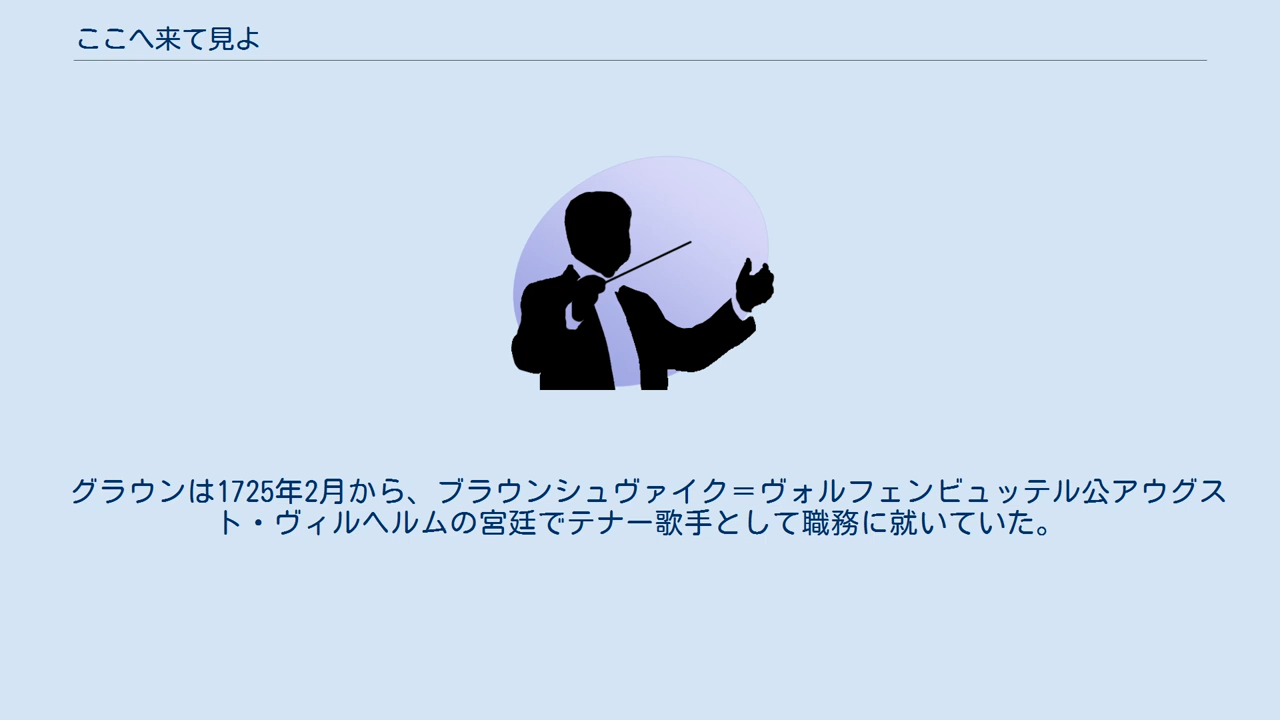 ここへ来て見よ
グラウンは1725年2月から、ブラウンシュヴァイク＝ヴォルフェンビュッテル公アウグス
ト・ヴィルヘルムの宮廷でテナー歌手として職務に就いていた。